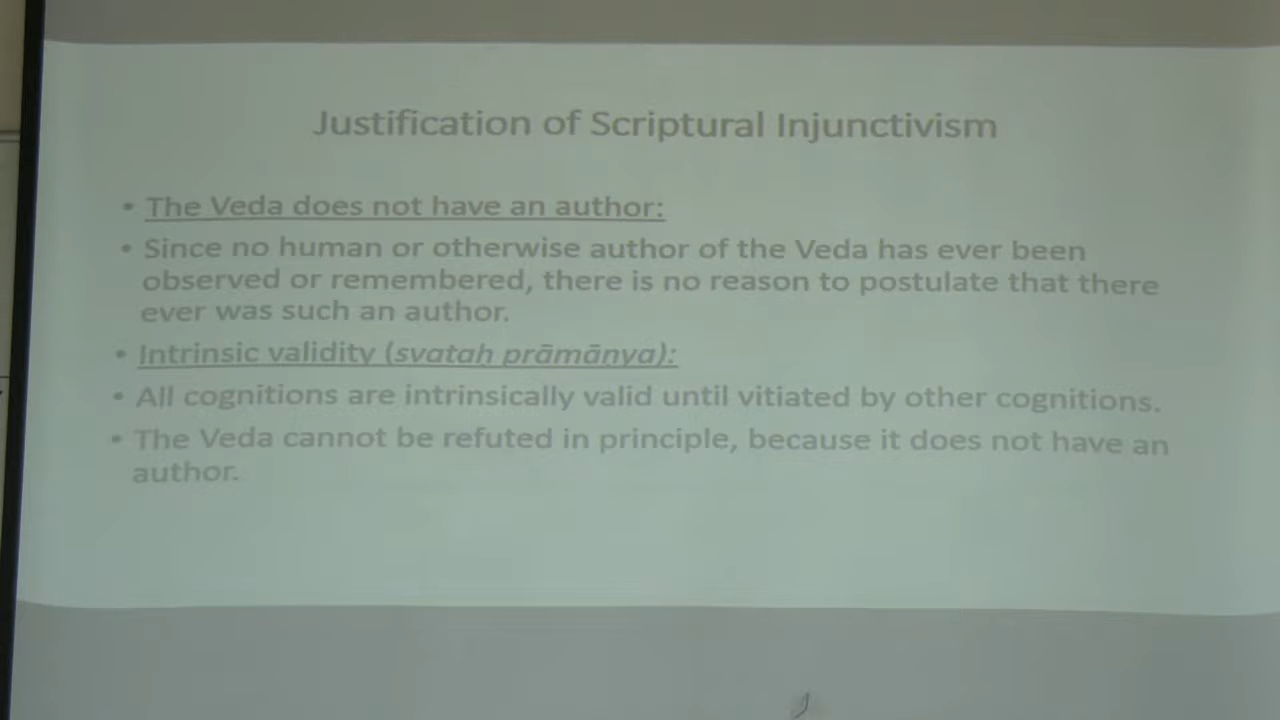 Justification of Scriptural Injunctivism
• The Veda does not have an author:
• Since no human or otherwise author of the Veda has ever been
observed or remembered, there is no reason to postulate that there
ever was such an author.
• Intrinsic validity (svataḥ prāmānya):
• All cognitions are intrinsically valid until vitiated by other cognitions.
• The Veda cannot be refuted in principle, because it does not have an
author.